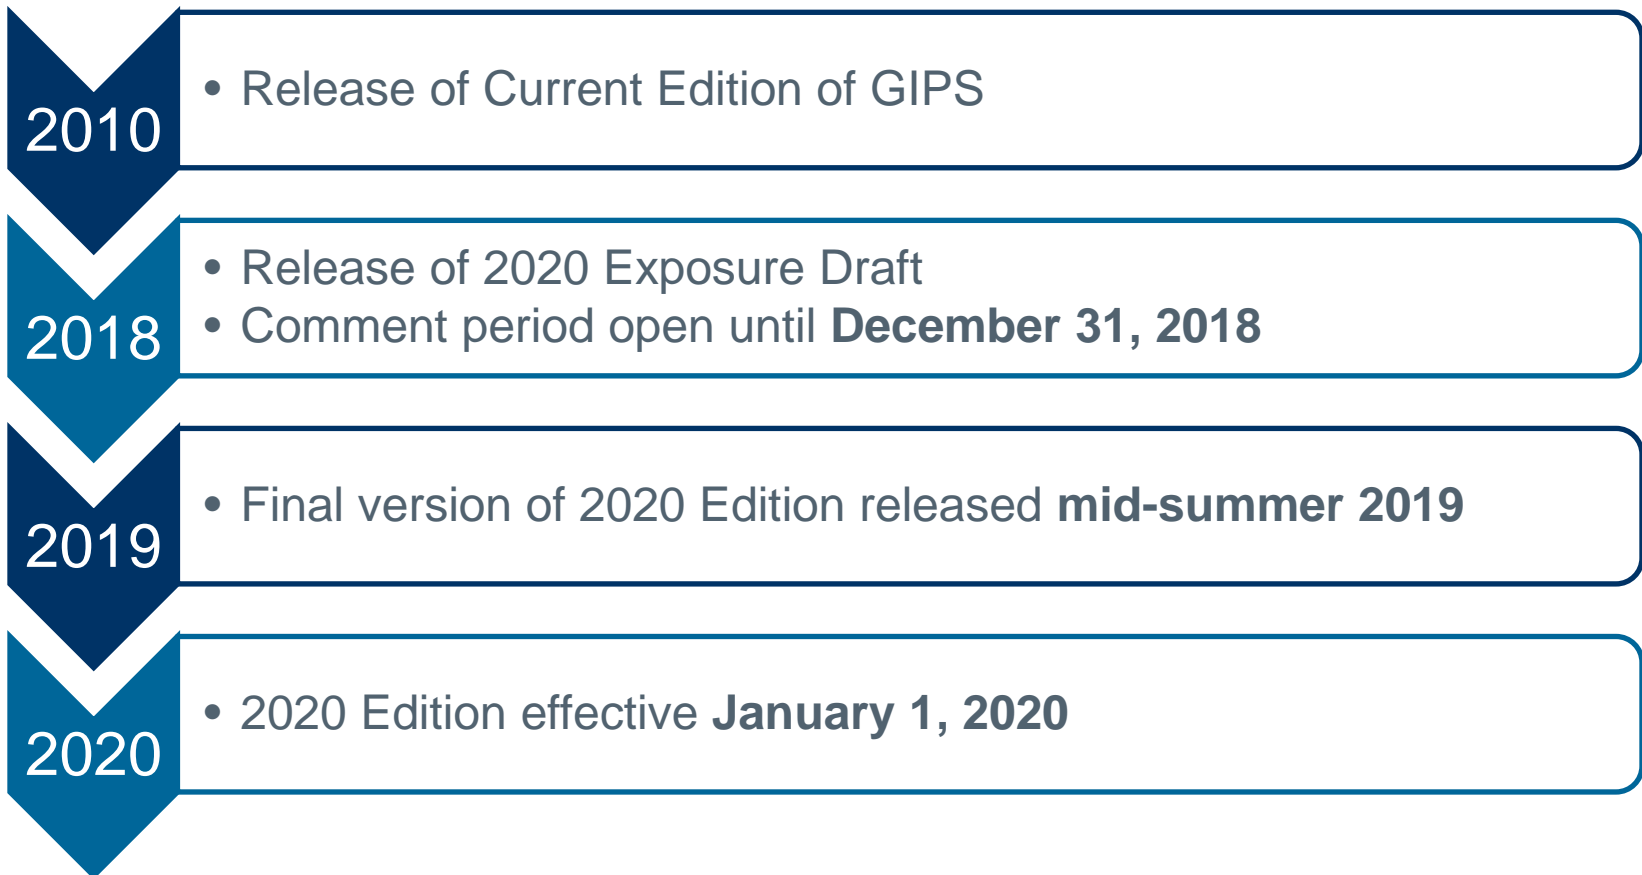 2010
• Release of Current Edition of GIPS
2018
• Release of 2020 Exposure Draft
• Comment period open until December 31, 2018
2019
• Final version of 2020 Edition released mid-summer 2019
2020
• 2020 Edition effective January 1, 2020